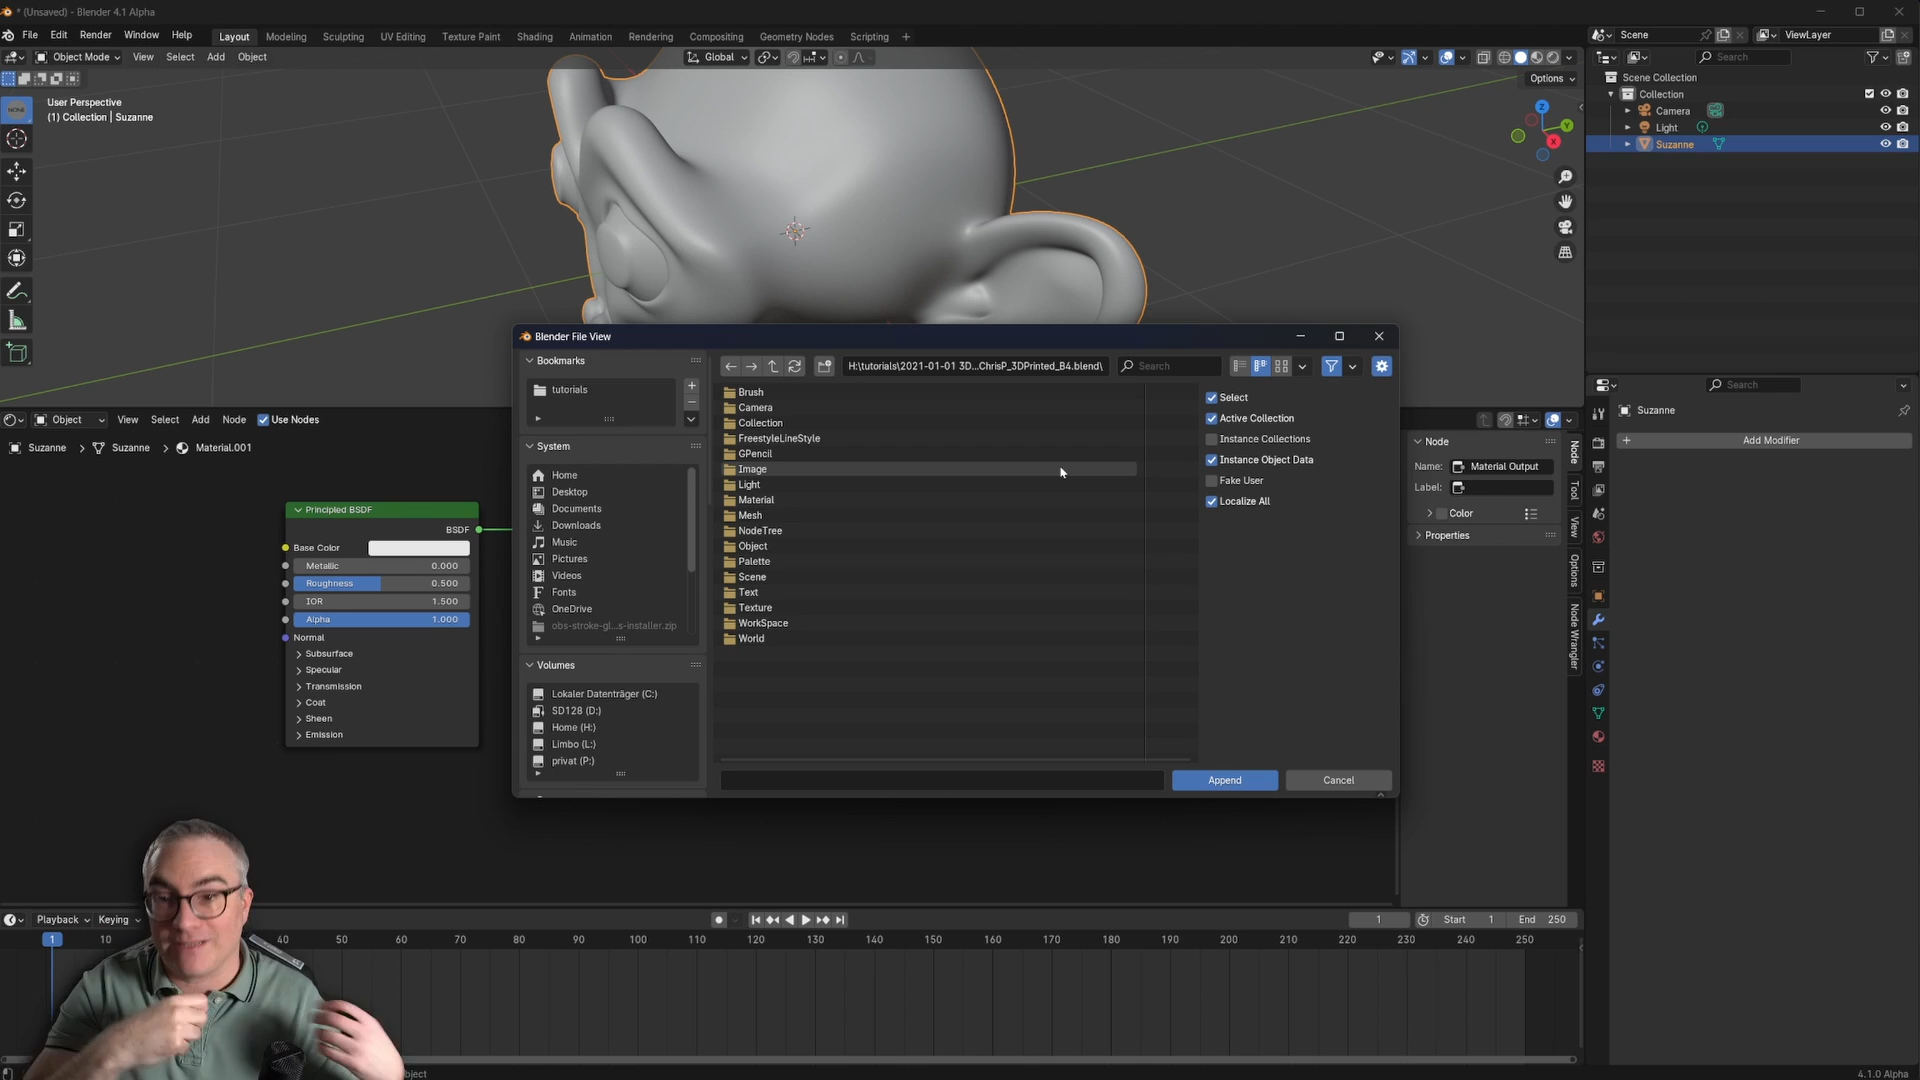 * (Unsaved) - Blender 4.1 Alpha
File Edit Render Window Help Layout Modeling Sculpting UV Editing Texture Paint Shading Animation Rendering Compositing Geometry Nodes Scripting +
Scene ViewLayer
Object Mode View Select Add Object Global
Search
Options
User Perspective
(1) Collection | Suzanne
Scene Collection
Collection
Camera
Light
Suzanne
Z
Y
X
Blender File View
Bookmarks
tutorials
H:\tutorials\2021-01-01 3D...ChrisP_3DPrinted_B4.blend\
Search
System
Home
Desktop
Documents
Downloads
Music
Pictures
Videos
Fonts
OneDrive
obs-stroke-gl...s-installer.zip
Volumes
Lokaler Datenträger (C:)
SD128 (D:)
Home (H:)
Limbo (L:)
privat (P:)
Brush
Camera
Collection
FreestyleLineStyle
GPencil
Image
Light
Material
Mesh
NodeTree
Object
Palette
Scene
Text
Texture
WorkSpace
World
Select
Active Collection
Instance Collections
Instance Object Data
Fake User
Localize All
Append
Cancel
Search
Suzanne
Add Modifier
Object View Select Add Node Use Nodes
Suzanne > Suzanne > Material.001
Principled BSDF
BSDF
Base Color
Metallic 0.000
Roughness 0.500
IOR 1.500
Alpha 1.000
Normal
Subsurface
Specular
Transmission
Coat
Sheen
Emission
Node
Name: Material Output
Label:
Color
Properties
Node
Tool
View
Options
Node Wrangler
Playback Keying 1 Start 1 End 250
1 10 40 50 60 70 80 90 100 110 120 130 140 150 160 170 180 190 200 210 220 230 240 250
bject
4.1.0 Alpha